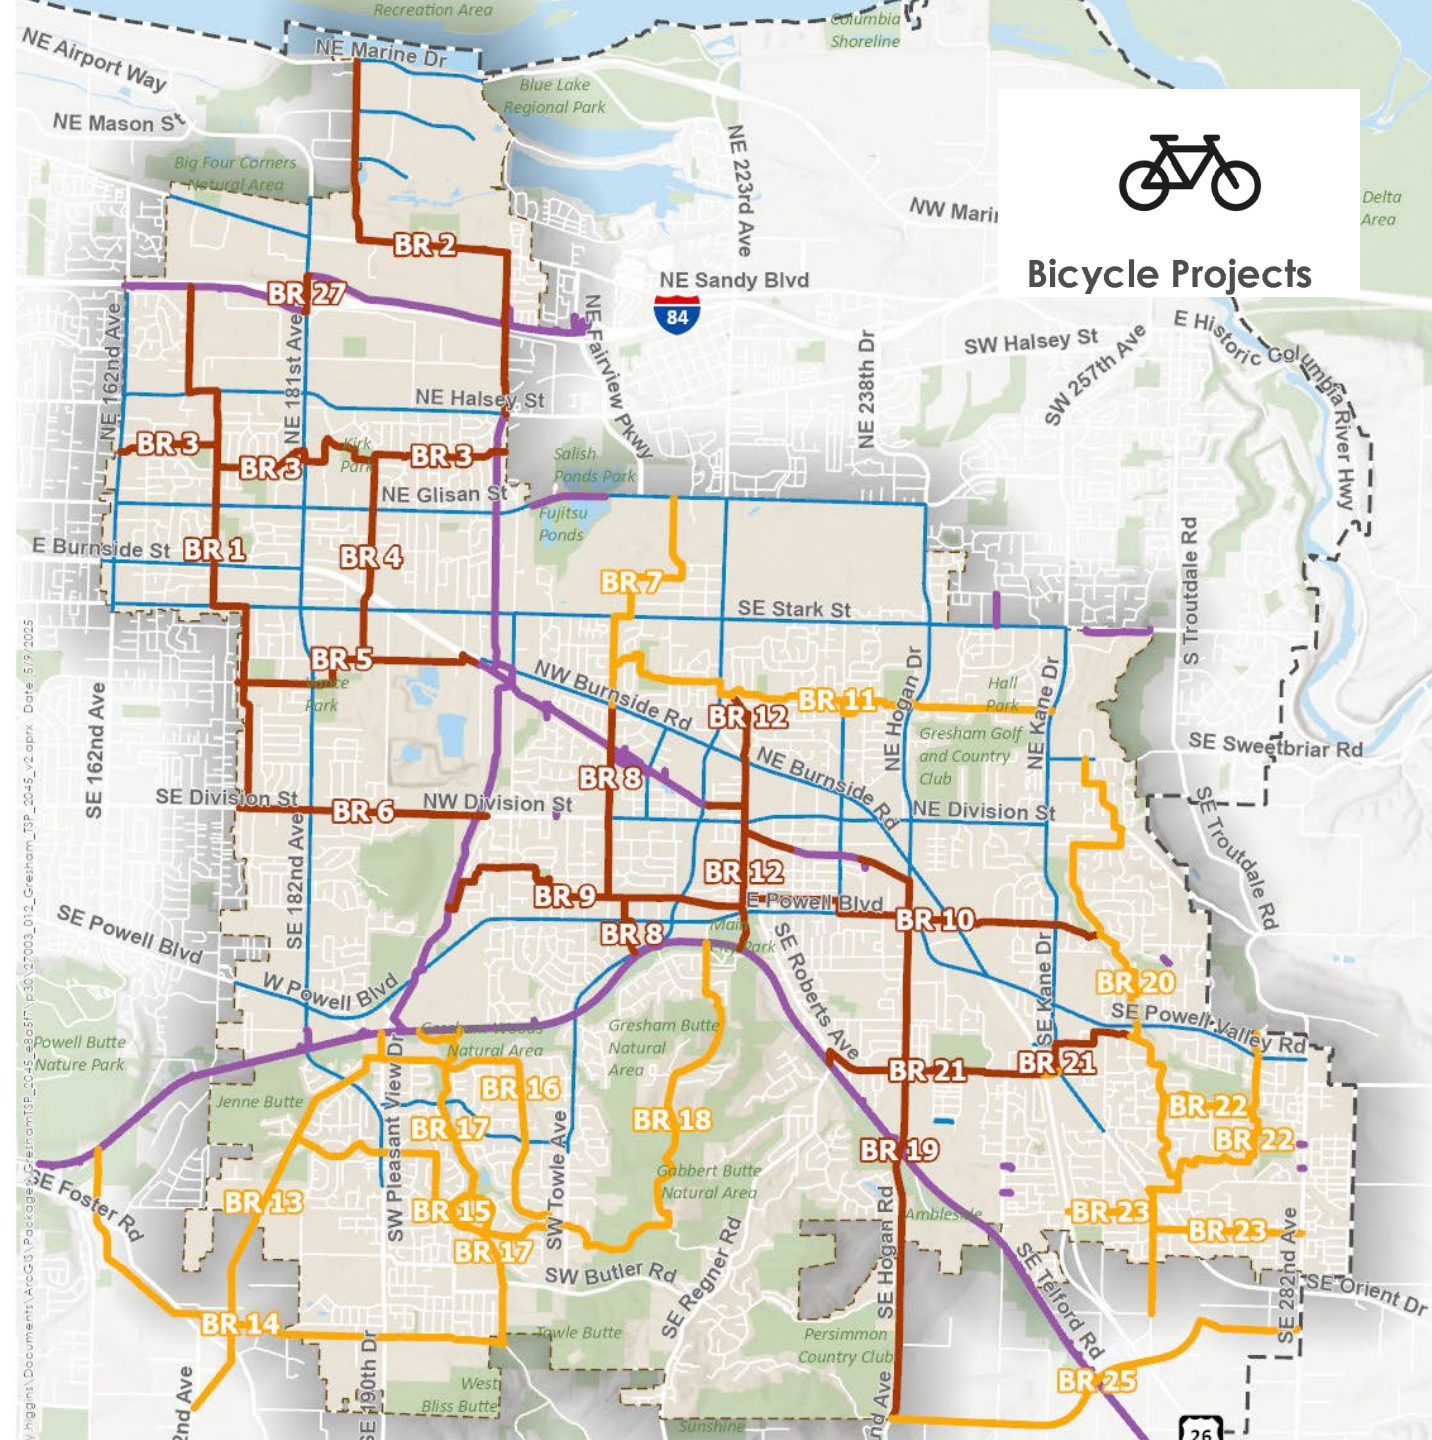 Recreation Area
Columbia
Shoreline
NE Marine Dr
NE Airport Way
Blue Lake
Regional Park
NE Mason St
Big Four Corners
Natural Area
NE 223rd Ave
Delta
Area
NW Marin
BR 2
Bicycle Projects
NE Sandy Blvd
BR 27
84
NE Fairview Pkwy
NE 162nd Ave
NE 181st Ave
NE 238th Dr
SW Halsey St
SW 257th Ave
E Historic Columbia River Hwy
NE Halsey St
BR 3
BR 3
Kirk
Park
BR 3
Salish
Ponds Park
NE Glisan St
Fujitsu
Ponds
E Burnside St
BR 1
BR 4
BR 7
S Troutdale Rd
SE Stark St
BR 5
Vance
Park
NW Burnside Rd
BR 11
BR 12
Hall
Park
NE Hogan Dr
NE Kane Dr
Gresham Golf
and Country
Club
SE 162nd Ave
SE Sweetbriar Rd
NE Burnside Rd
BR 8
SE Division St
BR 6
NW Division St
NE Division St
SE Troutdale Rd
SE 182nd Ave
BR 12
BR 9
E Powell Blvd
BR 10
SE Powell Blvd
BR 8
Main
City Park
SE Roberts Ave
SE Kane Dr
BR 20
W Powell Blvd
SE Powell Valley Rd
Powell Butte
Nature Park
Gresham Woods
Natural Area
Gresham Butte
Natural
Area
BR 21
BR 21
Jenne Butte
BR 16
BR 17
BR 18
BR 22
BR 22
SW Pleasant View Dr
SW Towle Ave
BR 19
SE Foster Rd
Gabbert Butte
Natural Area
BR 13
BR 15
BR 23
BR 23
Ambleside
BR 17
SW Butler Rd
SE Regner Rd
SE Hogan Rd
SE Telford Rd
SE 282nd Ave
SE Orient Dr
BR 14
Towle Butte
Persimmon
Country Club
SE 190th Dr
BR 25
West
Bliss Butte
2nd Ave
nd Ave
Sunshine
26